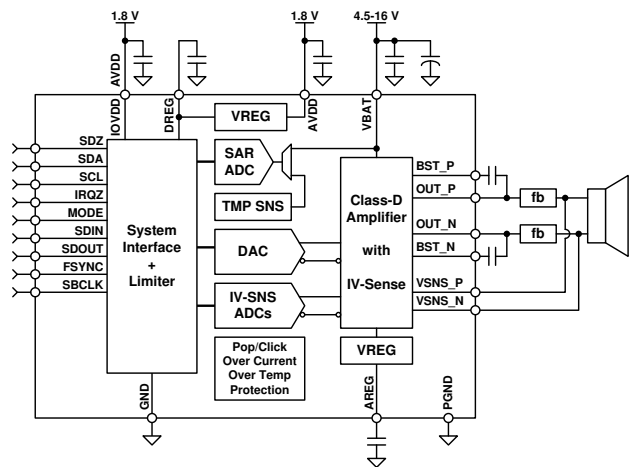 1.8 V
1.8 V
4.5-16 V
AVDD
IOVDD
DREG
VREG
AVDD
VBAT
SDZ
SDA
SCL
IRQZ
MODE
SDIN
SDOUT
FSYNC
SBCLK
System
Interface
+
Limiter
SAR
ADC
TMP SNS
DAC
IV-SNS
ADCs
Pop/Click
Over Current
Over Temp
Protection
Class-D
Amplifier
with
IV-Sense
VREG
BST_P
OUT_P
OUT_N
BST_N
VSNS_P
VSNS_N
fb
fb
GND
AREG
PGND